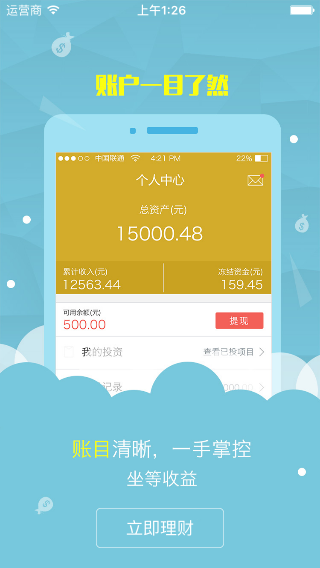 运营商 上午1:26
账户一目了然
中国联通 4:21 PM 22%
个人中心
总资产(元)
15000.48
累计收入(元) 冻结资金(元)
12563.44 159.45
可用余额(元)
500.00 提现
我的投资 查看已投项目
记录
账目清晰，一手掌控
坐等收益
立即理财